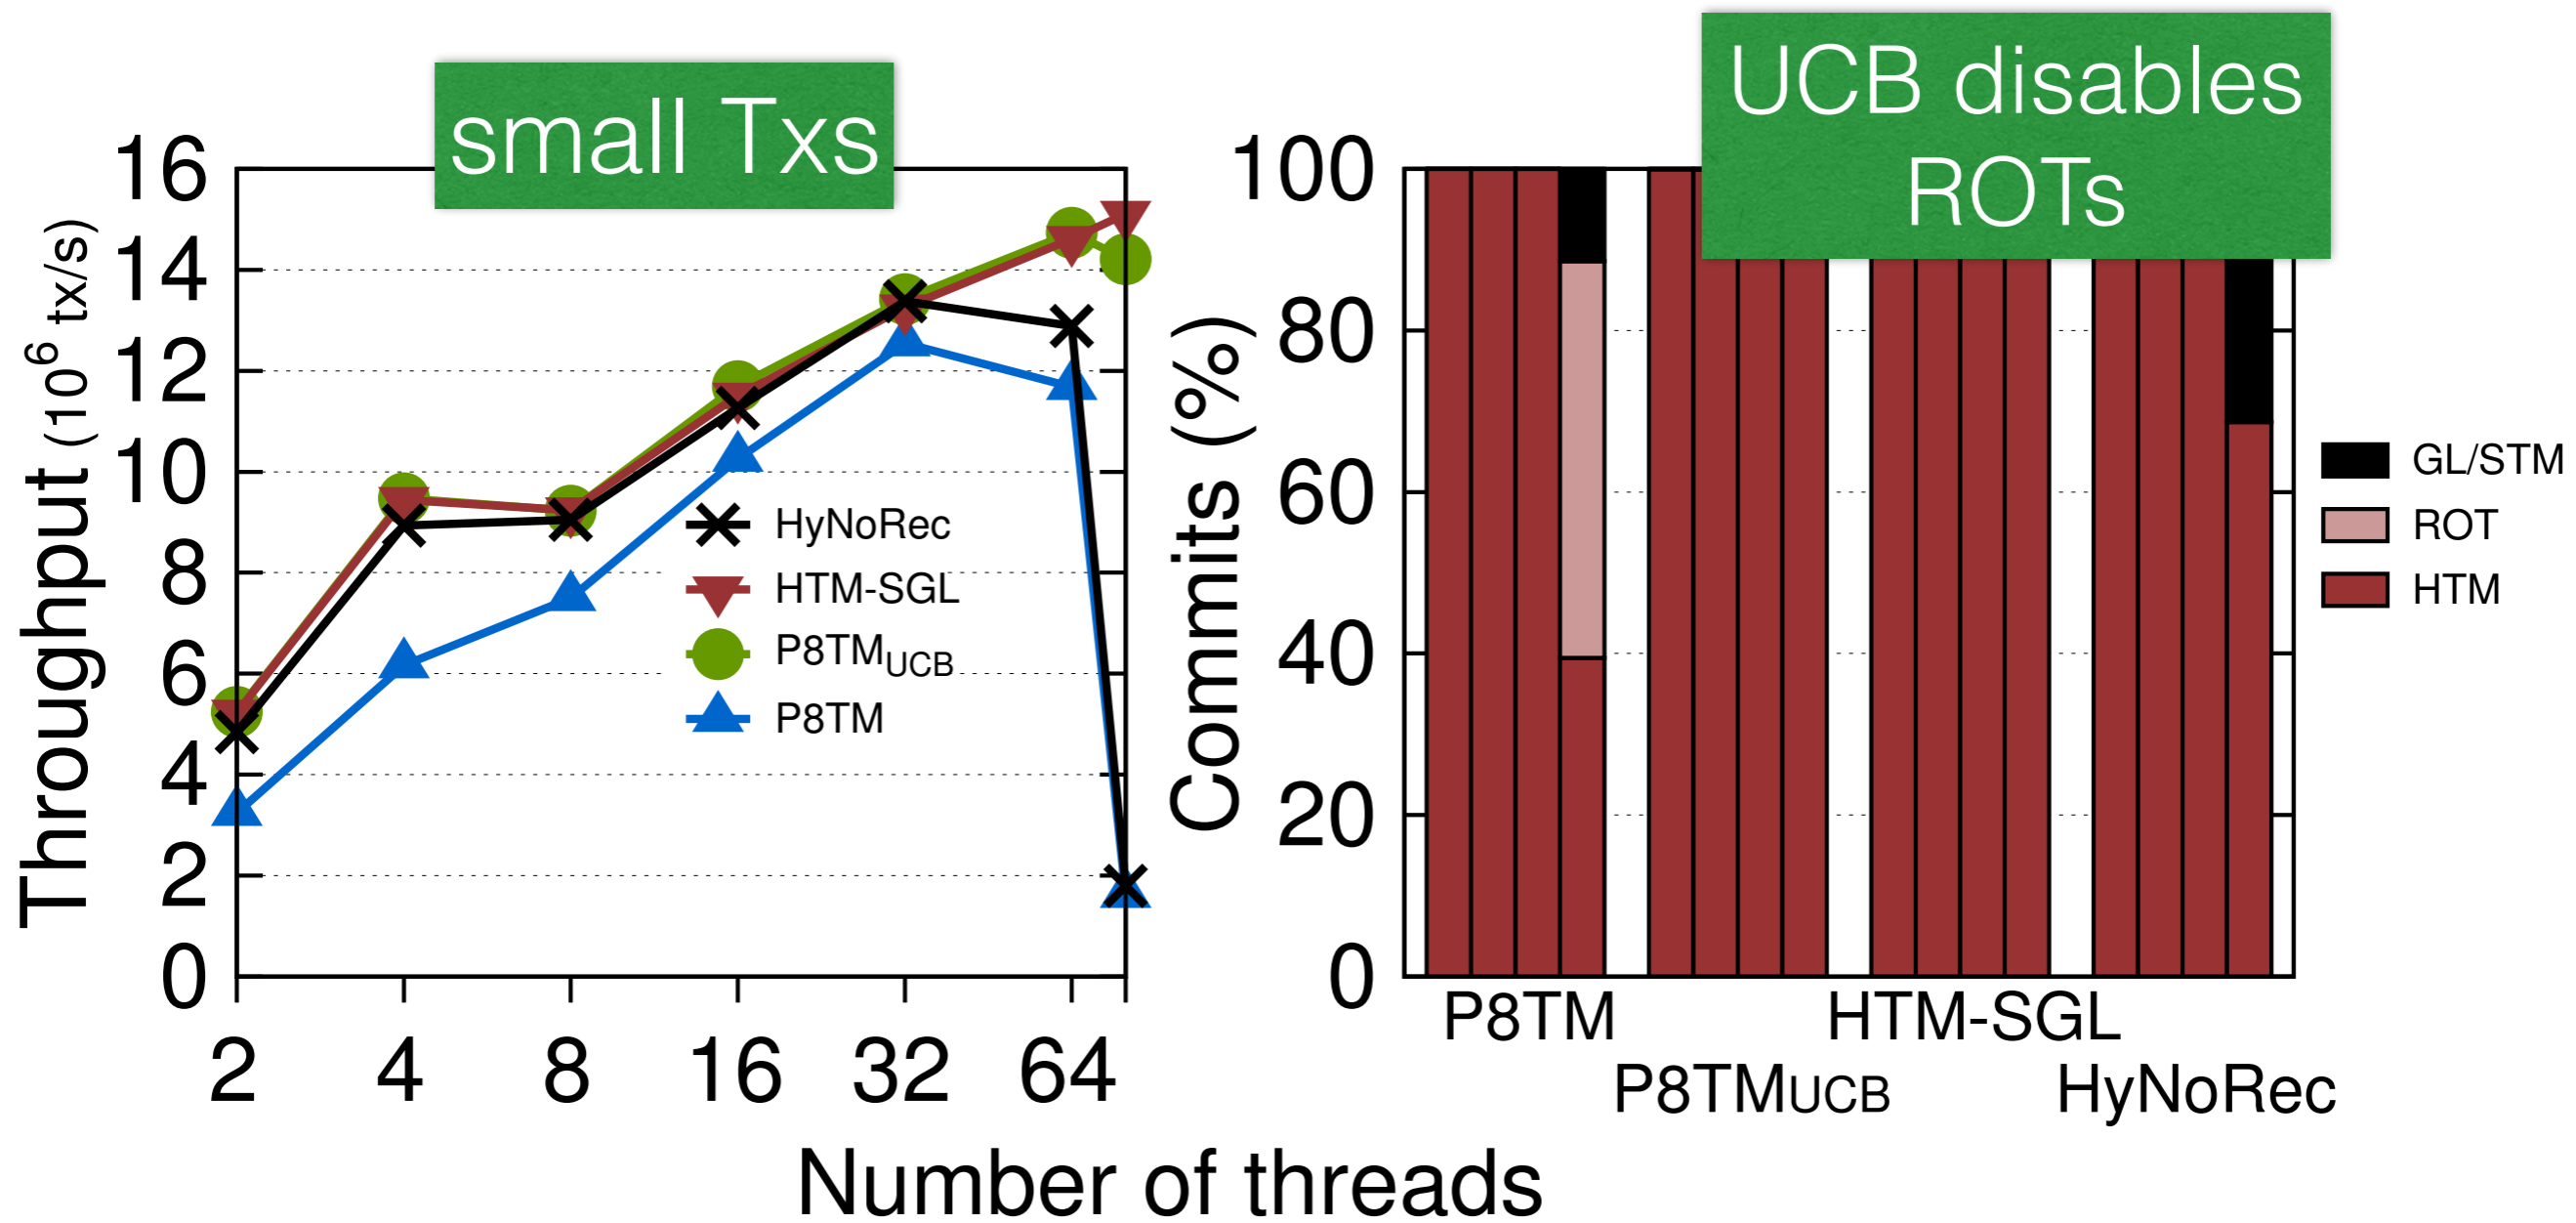 small Txs
UCB disables
ROTs
Throughput (10⁶ tx/s)
16
14
12
10
8
6
4
2
0
2 4 8 16 32 64
HyNoRec
HTM-SGL
P8TMUCB
P8TM
Commits (%)
100
80
60
40
20
0
P8TM HTM-SGL
P8TMUCB HyNoRec
GL/STM
ROT
HTM
Number of threads